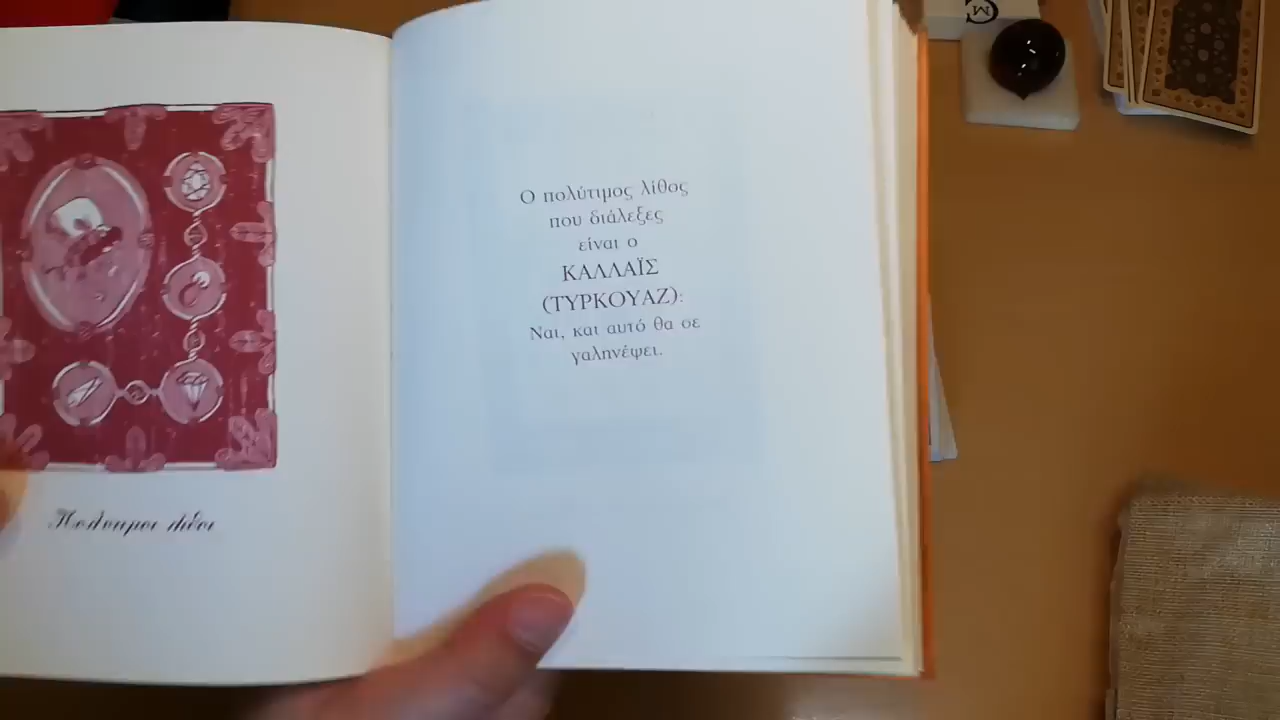 Πολύτιμοι λίθοι
Ο πολύτιμος λίθος
που διάλεξες
είναι ο
ΚΑΛΛΑΪΣ
(ΤΥΡΚΟΥΑΖ):
Ναι, και αυτό θα σε
γαληνέψει.
M